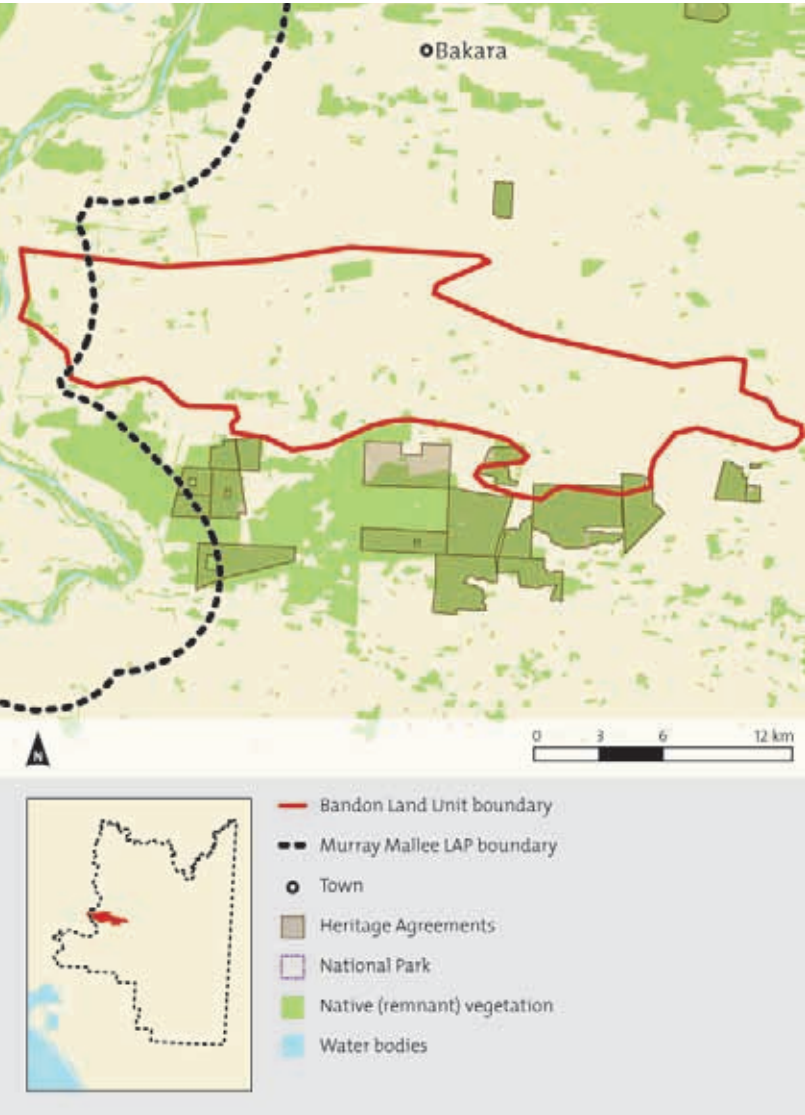 Bakara
N
0 3 6 12 km
Bandon Land Unit boundary
Murray Mallee LAP boundary
Town
Heritage Agreements
National Park
Native (remnant) vegetation
Water bodies